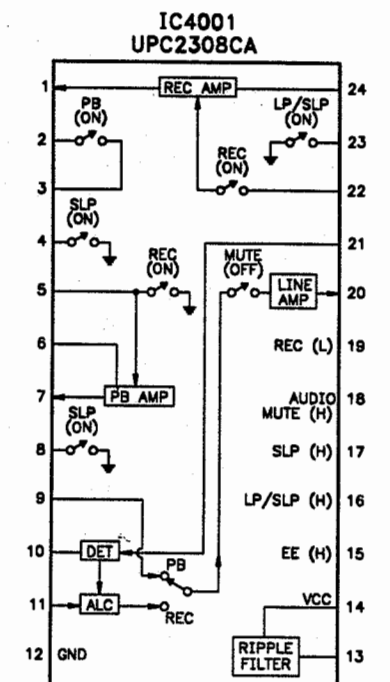 IC4001
UPC2308CA
1 REC AMP 24
PB
(ON)
LP/SLP
(ON)
2 23
REC
(ON)
3 22
SLP
(ON)
4 21
REC
(ON)
MUTE
(OFF)
5 LINE
AMP 20
6 REC (L) 19
7 PB AMP AUDIO
MUTE (H) 18
SLP
(ON)
8 SLP (H) 17
9 LP/SLP (H) 16
10 DET PB EE (H) 15
11 ALC REC VCC 14
12 GND RIPPLE
FILTER 13